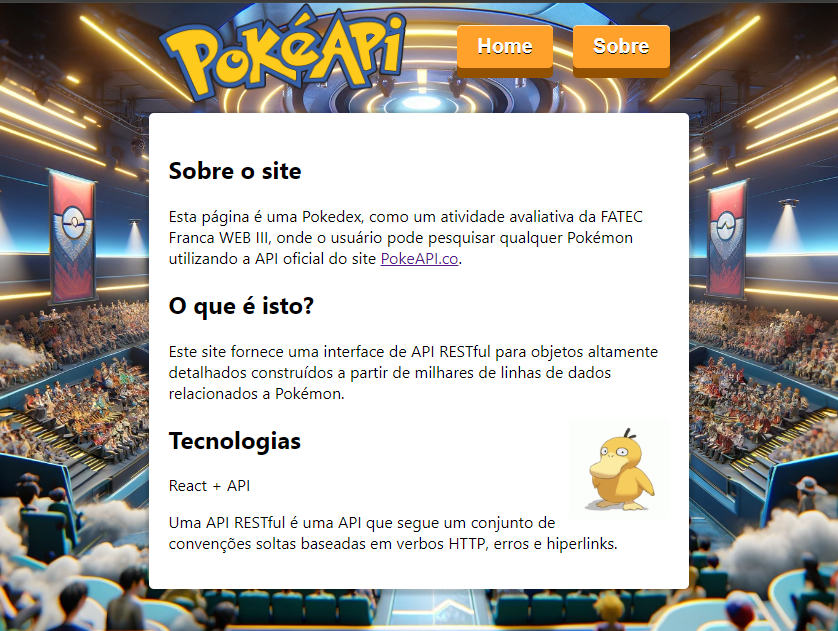 PokéApi
Home
Sobre
Sobre o site
Esta página é uma Pokedex, como um atividade avaliativa da FATEC
Franca WEB III, onde o usuário pode pesquisar qualquer Pokémon
utilizando a API oficial do site PokeAPI.co.
O que é isto?
Este site fornece uma interface de API RESTful para objetos altamente
detalhados construídos a partir de milhares de linhas de dados
relacionados a Pokémon.
Tecnologias
React + API
Uma API RESTful é uma API que segue um conjunto de
convenções soltas baseadas em verbos HTTP, erros e hiperlinks.